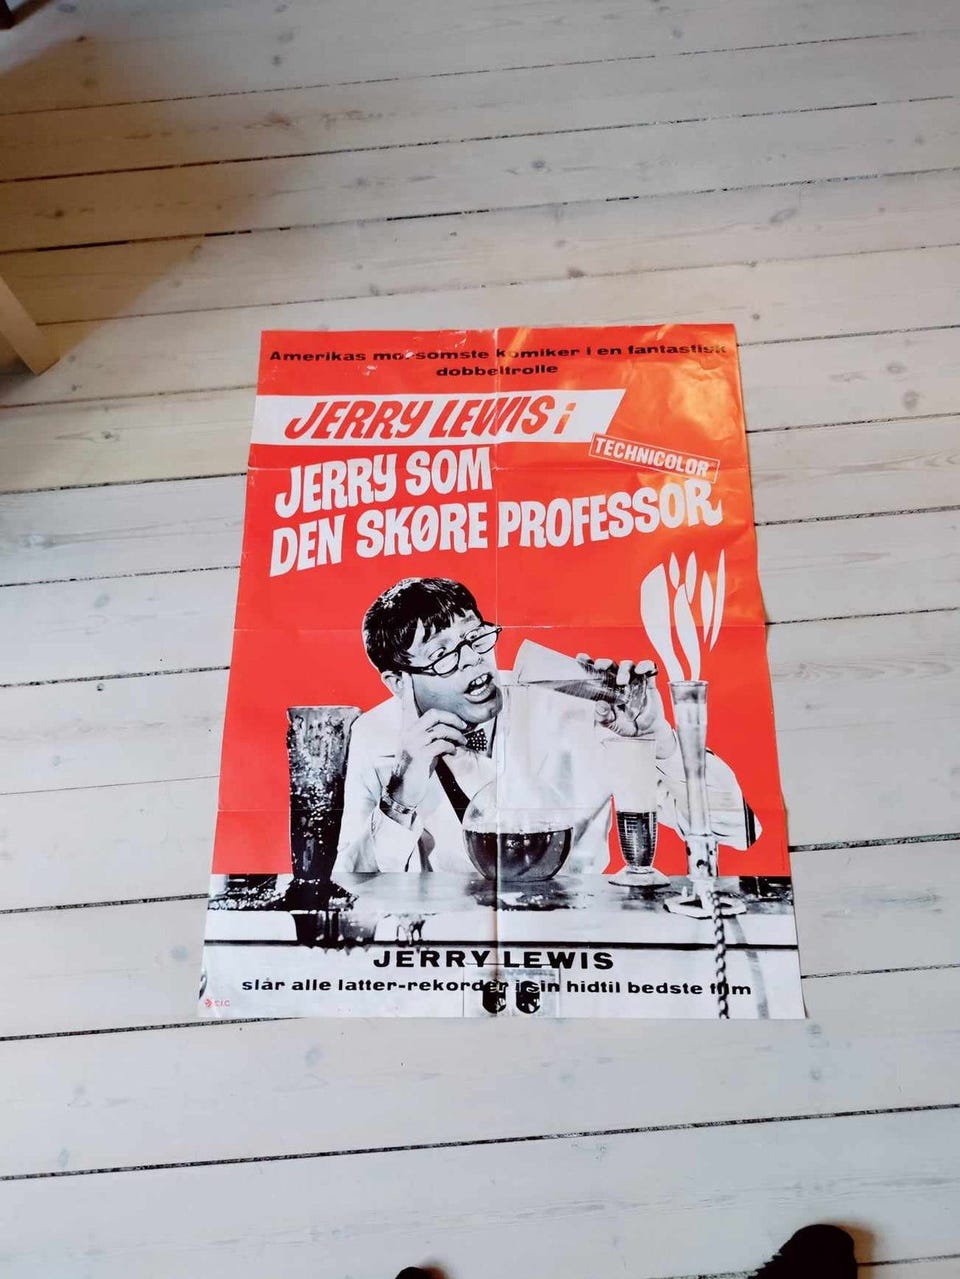 Amerikas morsomste komiker i en fantastisk
dobbeltrolle
JERRY LEWIS i
TECHNICOLOR
JERRY SOM
DEN SKØRE PROFESSOR
JERRY LEWIS
slår alle latter-rekorder i sin hidtil bedste film
C.I.C